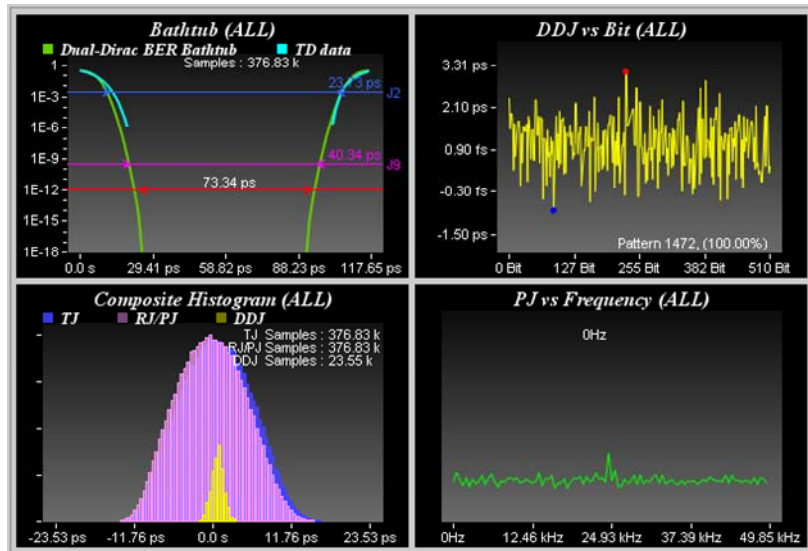 Bathtub (ALL)
Dual-Dirac BER Bathtub TD data
Samples : 376.83 k
1
1E-3
1E-6
1E-9
1E-12
1E-15
1E-18
23.73 ps J2
40.34 ps J9
73.34 ps
0.0 s 29.41 ps 58.82 ps 88.23 ps 117.65 ps
DDJ vs Bit (ALL)
3.31 ps
2.10 ps
0.90 fs
-0.30 fs
-1.50 ps
Pattern 1472, (100.00%)
0 Bit 127 Bit 255 Bit 382 Bit 510 Bit
Composite Histogram (ALL)
TJ RJ/PJ DDJ
TJ Samples : 376.83 k
RJ/PJ Samples : 376.83 k
DDJ Samples : 23.55 k
-23.53 ps -11.76 ps 0.0 s 11.76 ps 23.53 ps
PJ vs Frequency (ALL)
0Hz
0Hz 12.46 kHz 24.93 kHz 37.39 kHz 49.85 kHz